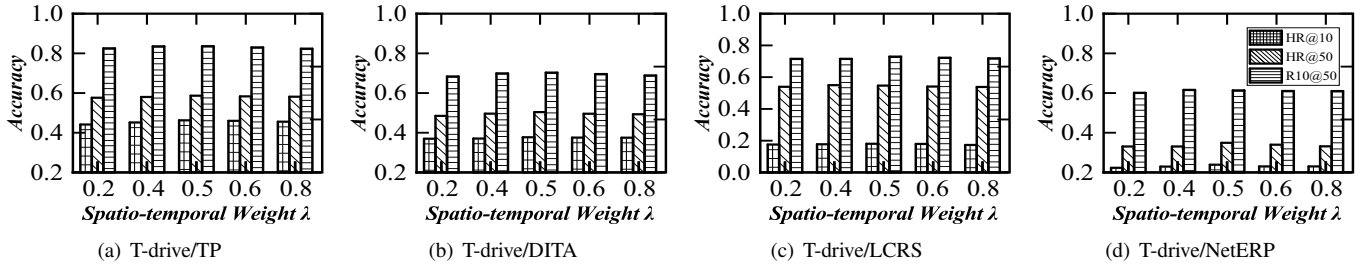 1.0
0.8
0.6
0.4
0.2
Accuracy
0.2 0.4 0.5 0.6 0.8
Spatio-temporal Weight λ
(a) T-drive/TP
1.0
0.8
0.6
0.4
0.2
Accuracy
0.2 0.4 0.5 0.6 0.8
Spatio-temporal Weight λ
(b) T-drive/DITA
1.0
0.8
0.6
0.4
0.2
0.0
Accuracy
0.2 0.4 0.5 0.6 0.8
Spatio-temporal Weight λ
(c) T-drive/LCRS
1.0
0.8
0.6
0.4
0.2
Accuracy
HR@10
HR@50
R10@50
0.2 0.4 0.5 0.6 0.8
Spatio-temporal Weight λ
(d) T-drive/NetERP